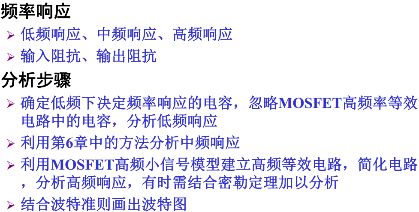 频率响应
低频响应、中频响应、高频响应
输入阻抗、输出阻抗
分析步骤
确定低频下决定频率响应的电容，忽略MOSFET高频率等效
电路中的电容，分析低频响应
利用第6章中的方法分析中频响应
利用MOSFET高频小信号模型建立高频等效电路，简化电路
，分析高频响应，有时需结合密勒定理加以分析
结合波特准则画出波特图